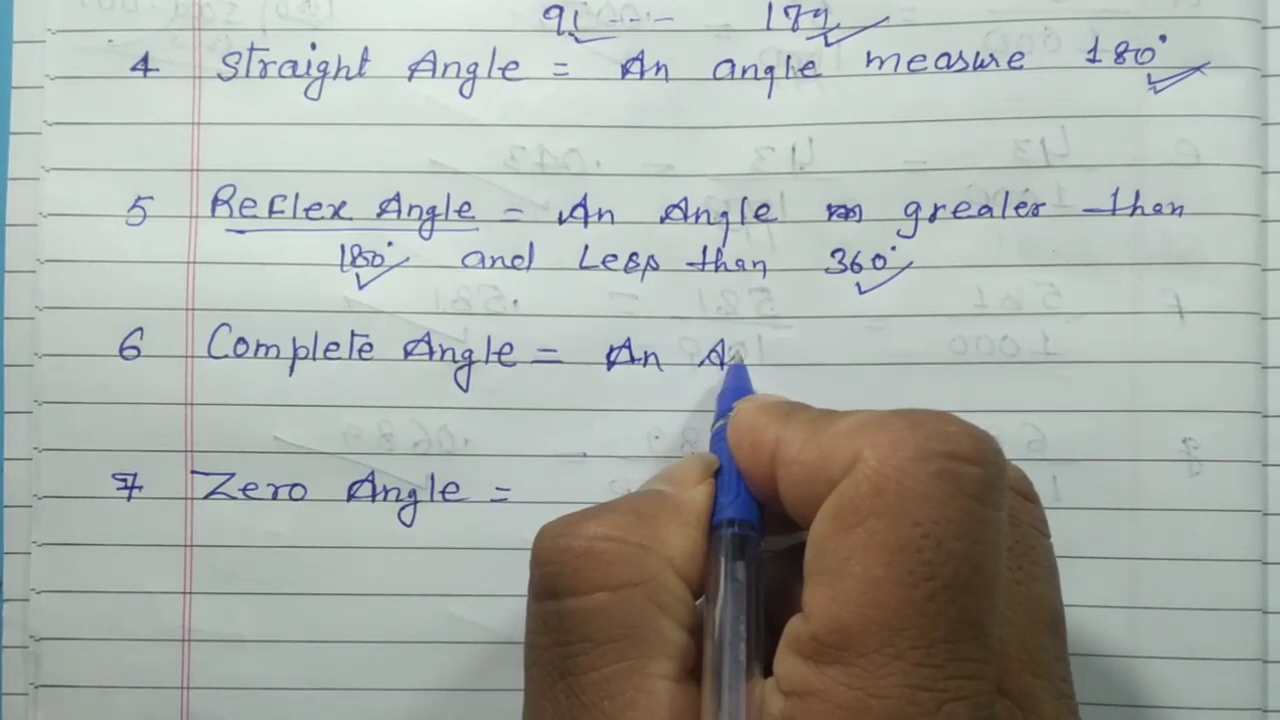 91 --- 179
4 Straight Angle = An angle measure 180°
5 Reflex Angle = An Angle greater than
180° and Less than 360°
6 Complete Angle = An A
7 Zero Angle =